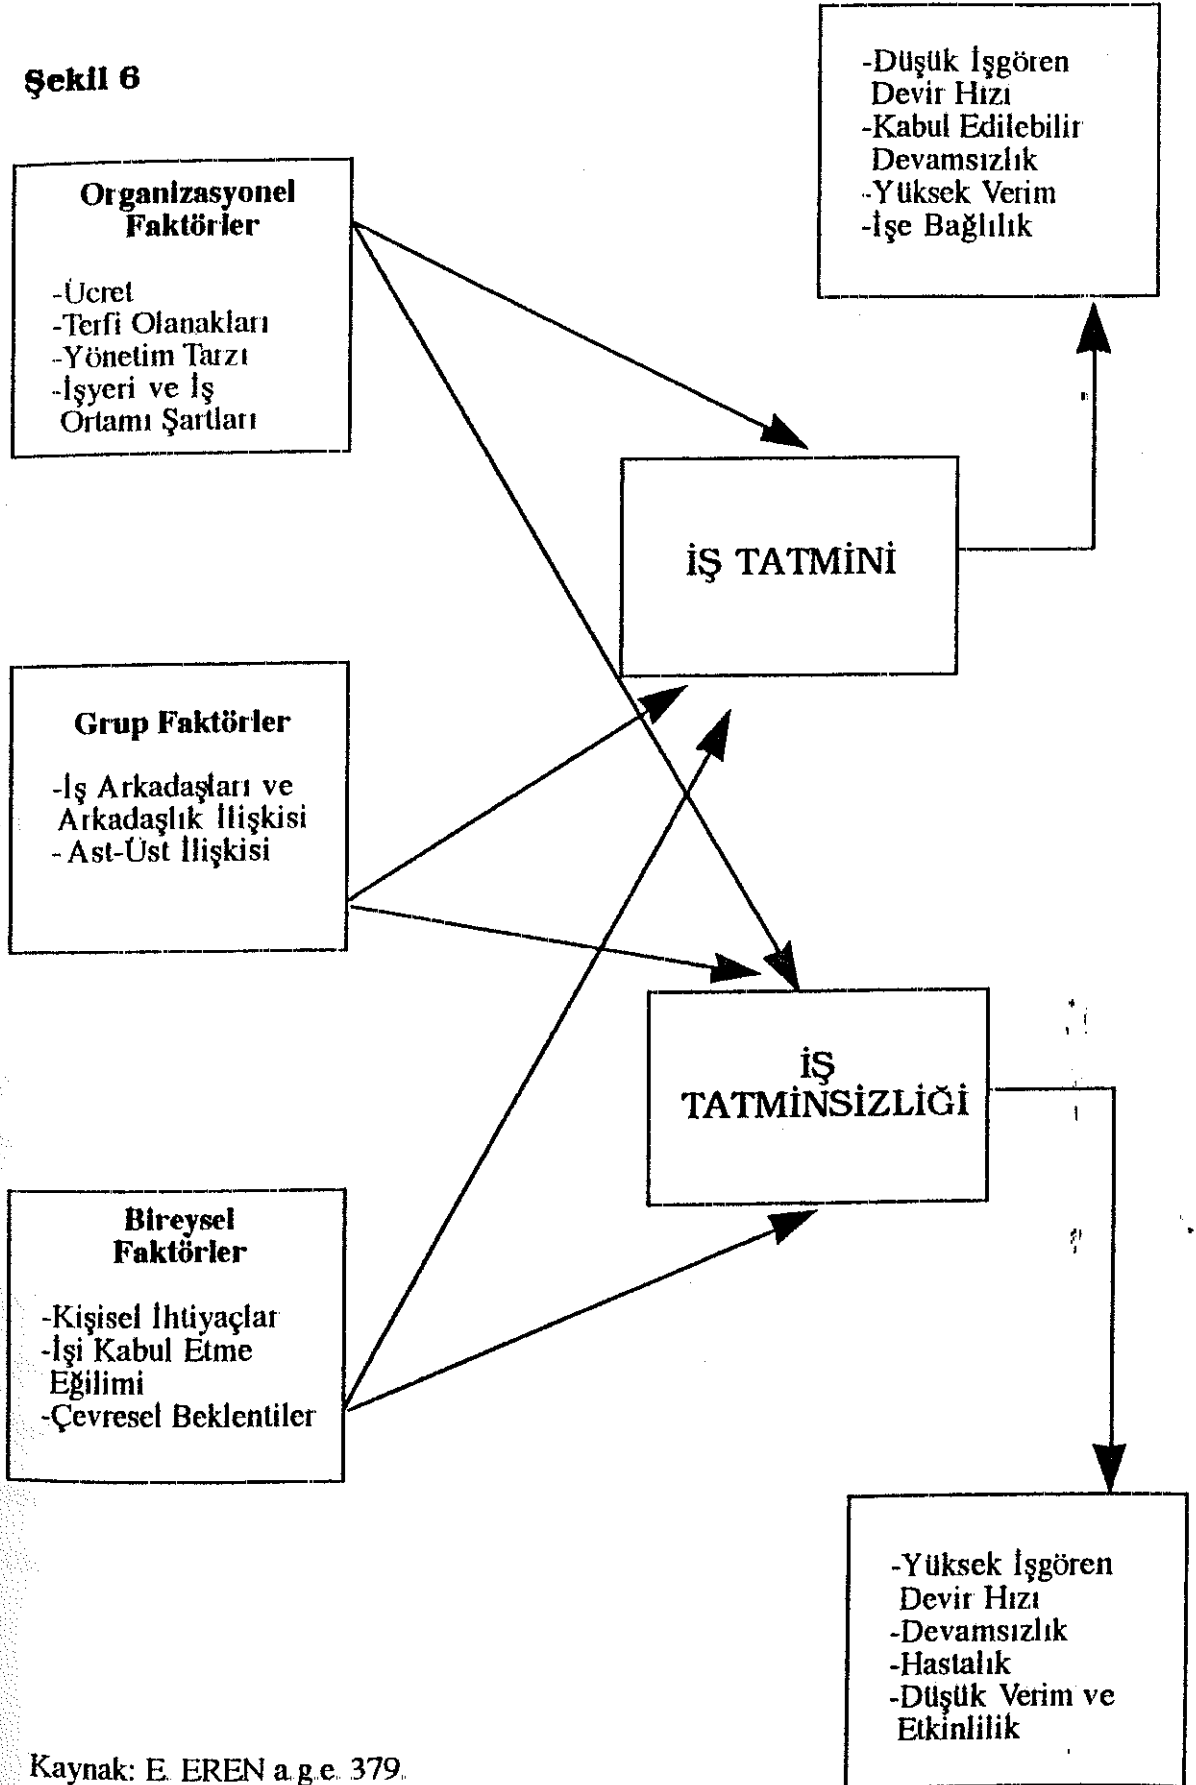 Şekil 6
-Düşük İşgören
Devir Hızı
-Kabul Edilebilir
Devamsızlık
-Yüksek Verim
-İşe Bağlılık
Organizasyonel
Faktörler
-Ücret
-Terfi Olanakları
-Yönetim Tarzı
-İşyeri ve İş
Ortamı Şartları
İŞ TATMİNİ
Grup Faktörler
-İş Arkadaşları ve
Arkadaşlık İlişkisi
-Ast-Üst İlişkisi
İŞ
TATMİNSİZLİĞİ
Bireysel
Faktörler
-Kişisel İhtiyaçlar
-İşi Kabul Etme
Eğilimi
-Çevresel Beklentiler
-Yüksek İşgören
Devir Hızı
-Devamsızlık
-Hastalık
-Düşük Verim ve
Etkinlilik
Kaynak: E. EREN a.g.e. 379.